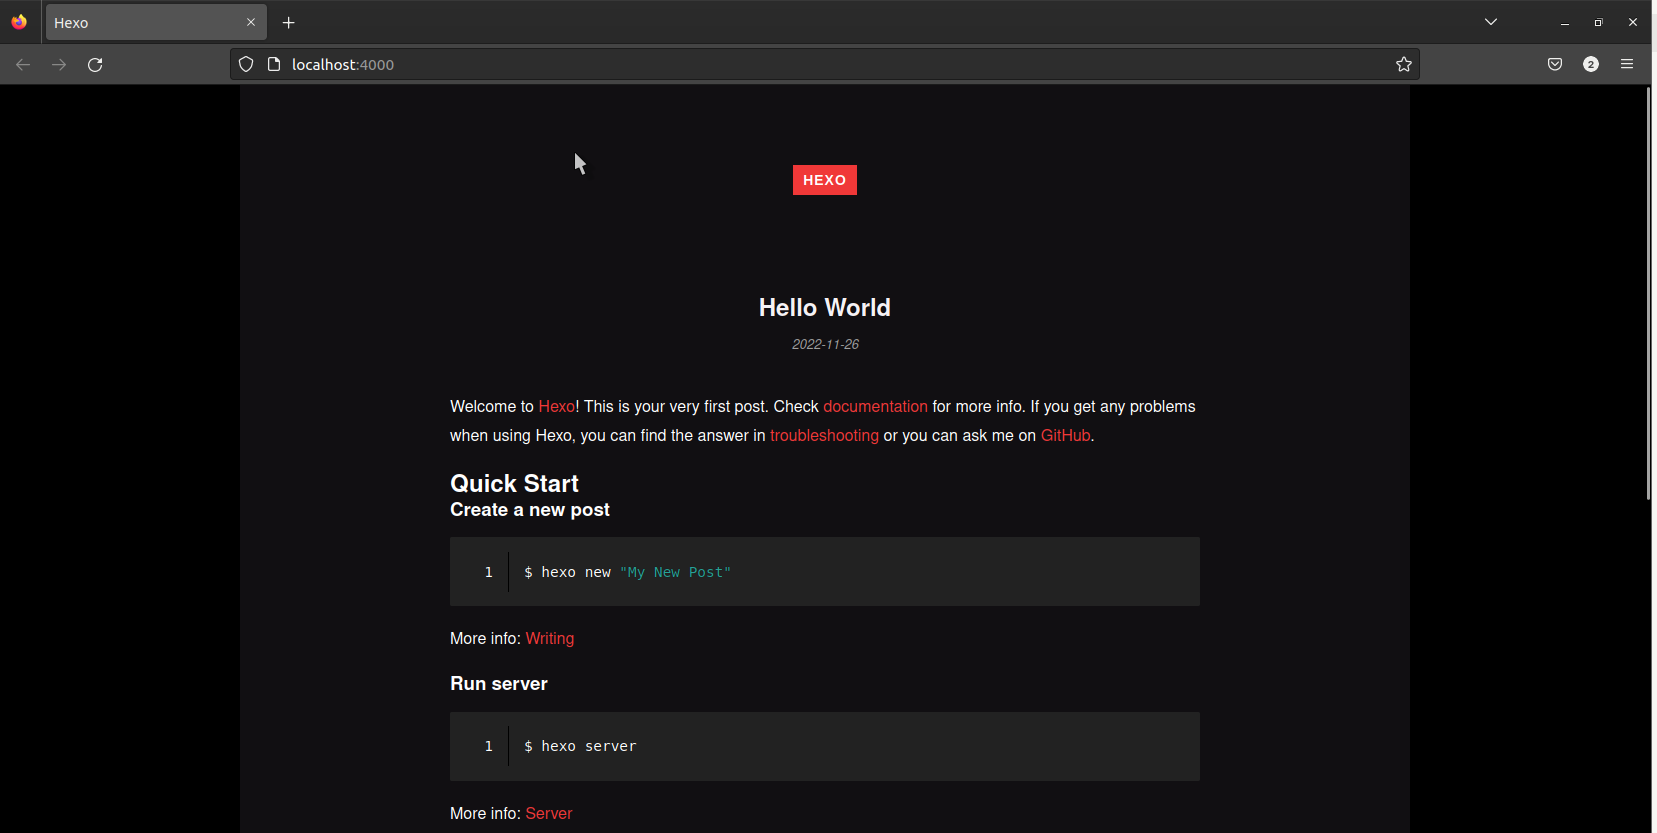 Hexo
localhost:4000
2
HEXO
Hello World
2022-11-26
Welcome to Hexo! This is your very first post. Check documentation for more info. If you get any problems
when using Hexo, you can find the answer in troubleshooting or you can ask me on GitHub.
Quick Start
Create a new post
1 $ hexo new "My New Post"
More info: Writing
Run server
1 $ hexo server
More info: Server